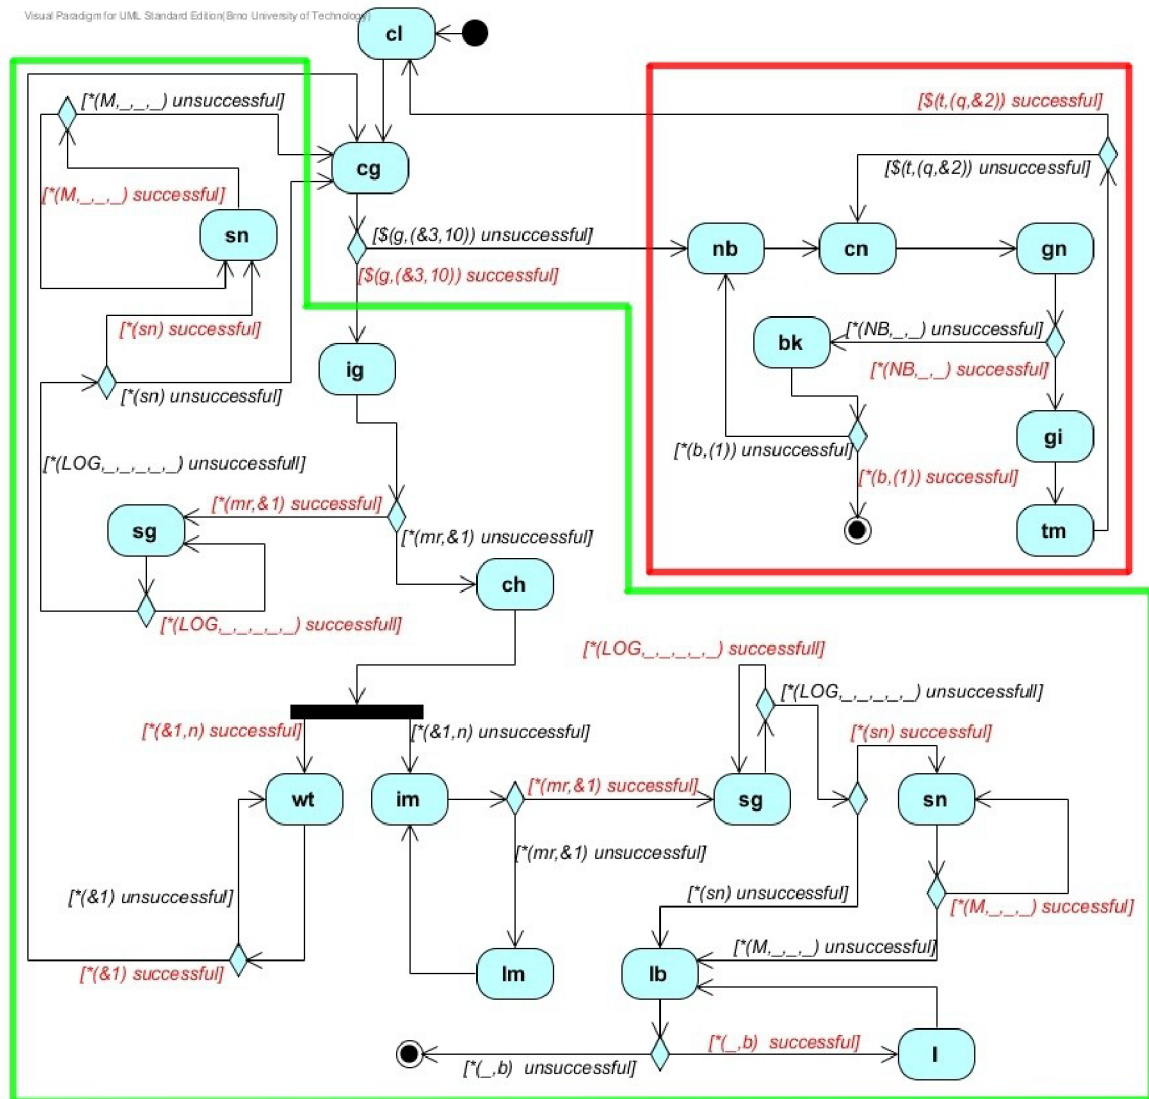 Visual Paradigm for UML Standard Edition(Brno University of Technology)
cl
[*(M,_,_,_) unsuccessful]
[$(t,(q,&2)) successful]
cg
[$(t,(q,&2)) unsuccessful]
[*(M,_,_,_) successful]
sn
[$(g,(&3,10)) unsuccessful]
nb
cn
gn
[$(g,(&3,10)) successful]
[*(sn) successful]
bk
[*(NB,_,_) unsuccessful]
ig
[*(NB,_,_) successful]
[*(sn) unsuccessful]
gi
[*(b,(1)) unsuccessful]
[*(LOG,_,_,_,_,_) unsuccessfull]
[*(b,(1)) successful]
[*(mr,&1) successful]
sg
tm
[*(mr,&1) unsuccessful]
ch
[*(LOG,_,_,_,_,_) successfull]
[*(LOG,_,_,_,_,_) successfull]
[*(LOG,_,_,_,_,_) unsuccessfull]
[*(&1,n) successful]
[*(&1,n) unsuccessful]
[*(sn) successful]
wt
im
[*(mr,&1) successful]
sg
sn
[*(mr,&1) unsuccessful]
[*(&1) unsuccessful]
[*(sn) unsuccessful]
[*(M,_,_,_) successful]
[*(M,_,_,_) unsuccessful]
[*(&1) successful]
lm
lb
[*(_,b)  successful]
l
[*(_,b)  unsuccessful]